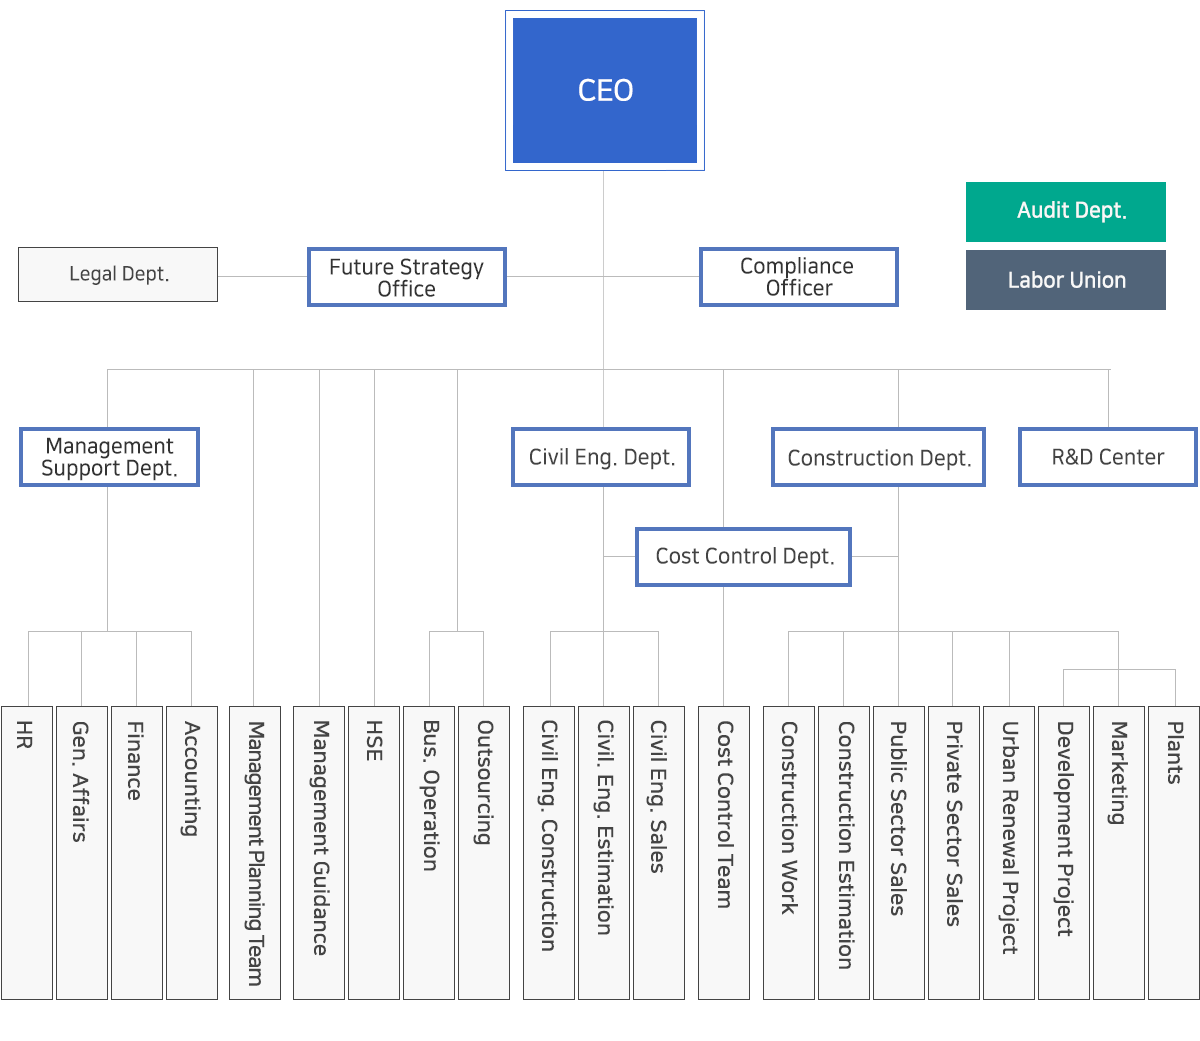 CEO
Audit Dept.
Legal Dept.
Future Strategy
Office
Compliance
Officer
Labor Union
Management
Support Dept.
Civil Eng. Dept.
Construction Dept.
R&D Center
Cost Control Dept.
HR
Gen. Affairs
Finance
Accounting
Management Planning Team
Management Guidance
HSE
Bus. Operation
Outsourcing
Civil Eng. Construction
Civil. Eng. Estimation
Civil Eng. Sales
Cost Control Team
Construction Work
Construction Estimation
Public Sector Sales
Private Sector Sales
Urban Renewal Project
Development Project
Marketing
Plants